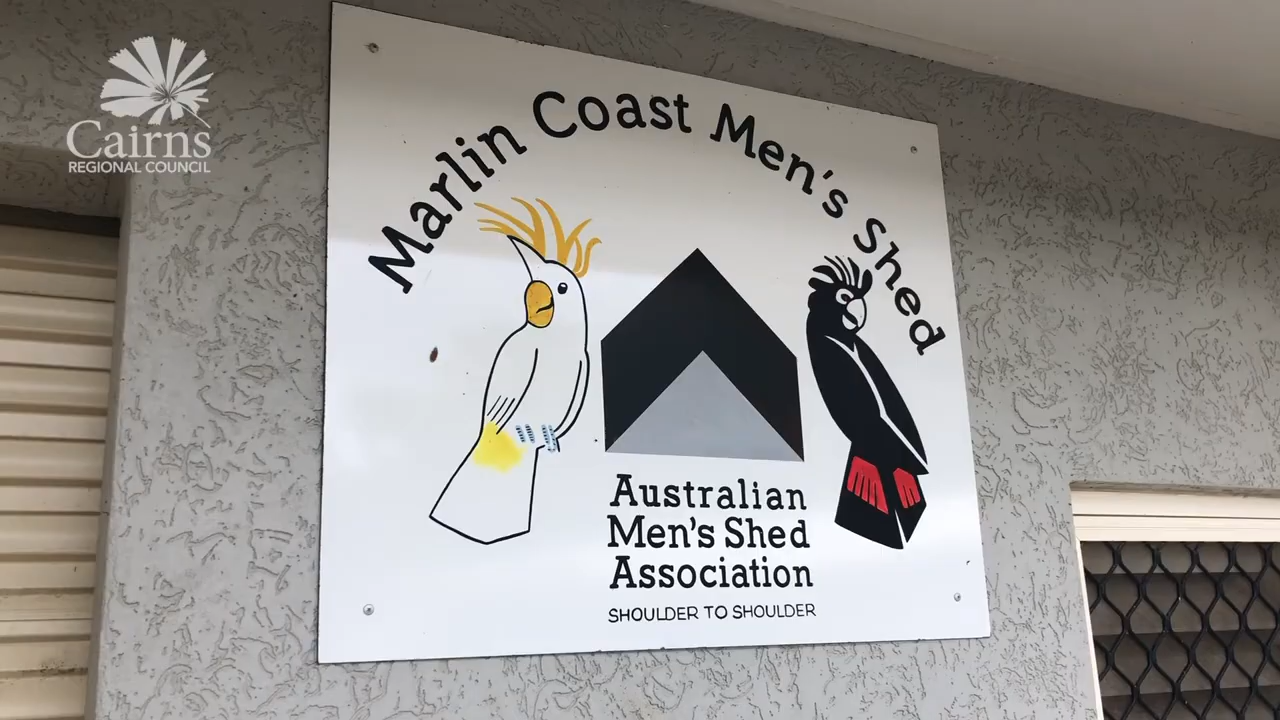 Cairns
REGIONAL COUNCIL
Marlin Coast Men's Shed
Australian
Men's Shed
Association
SHOULDER TO SHOULDER